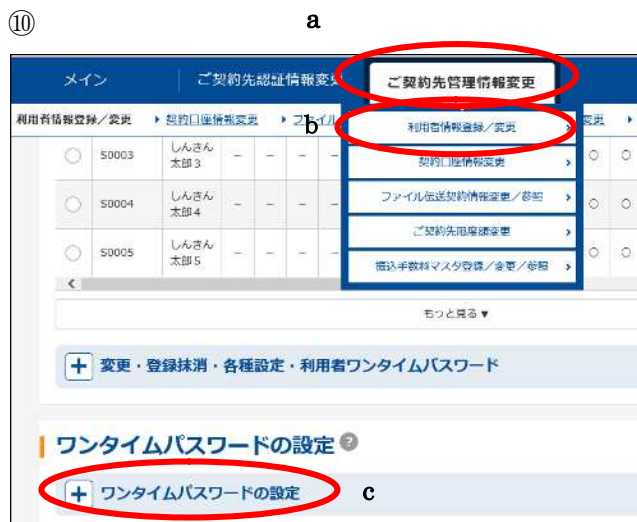 ⑩
a
メイン ご契約先認証情報変更 ご契約先管理情報変更
利用者情報登録／変更 契約口座情報変更 ファイル 変更
b
利用者情報登録／変更
S0003 しんきん太郎3 － － － － 契約口座情報変更 ○ ○
S0004 しんきん太郎4 － － － － ファイル伝送契約情報変更／参照 ○ ○
ご契約先限度額変更
S0005 しんきん太郎5 － － － － 振込手数料マスタ登録／変更／参照 ○ ○
もっと見る▼
＋ 変更・登録抹消・各種設定・利用者ワンタイムパスワード
ワンタイムパスワードの設定 ?
＋ ワンタイムパスワードの設定 c